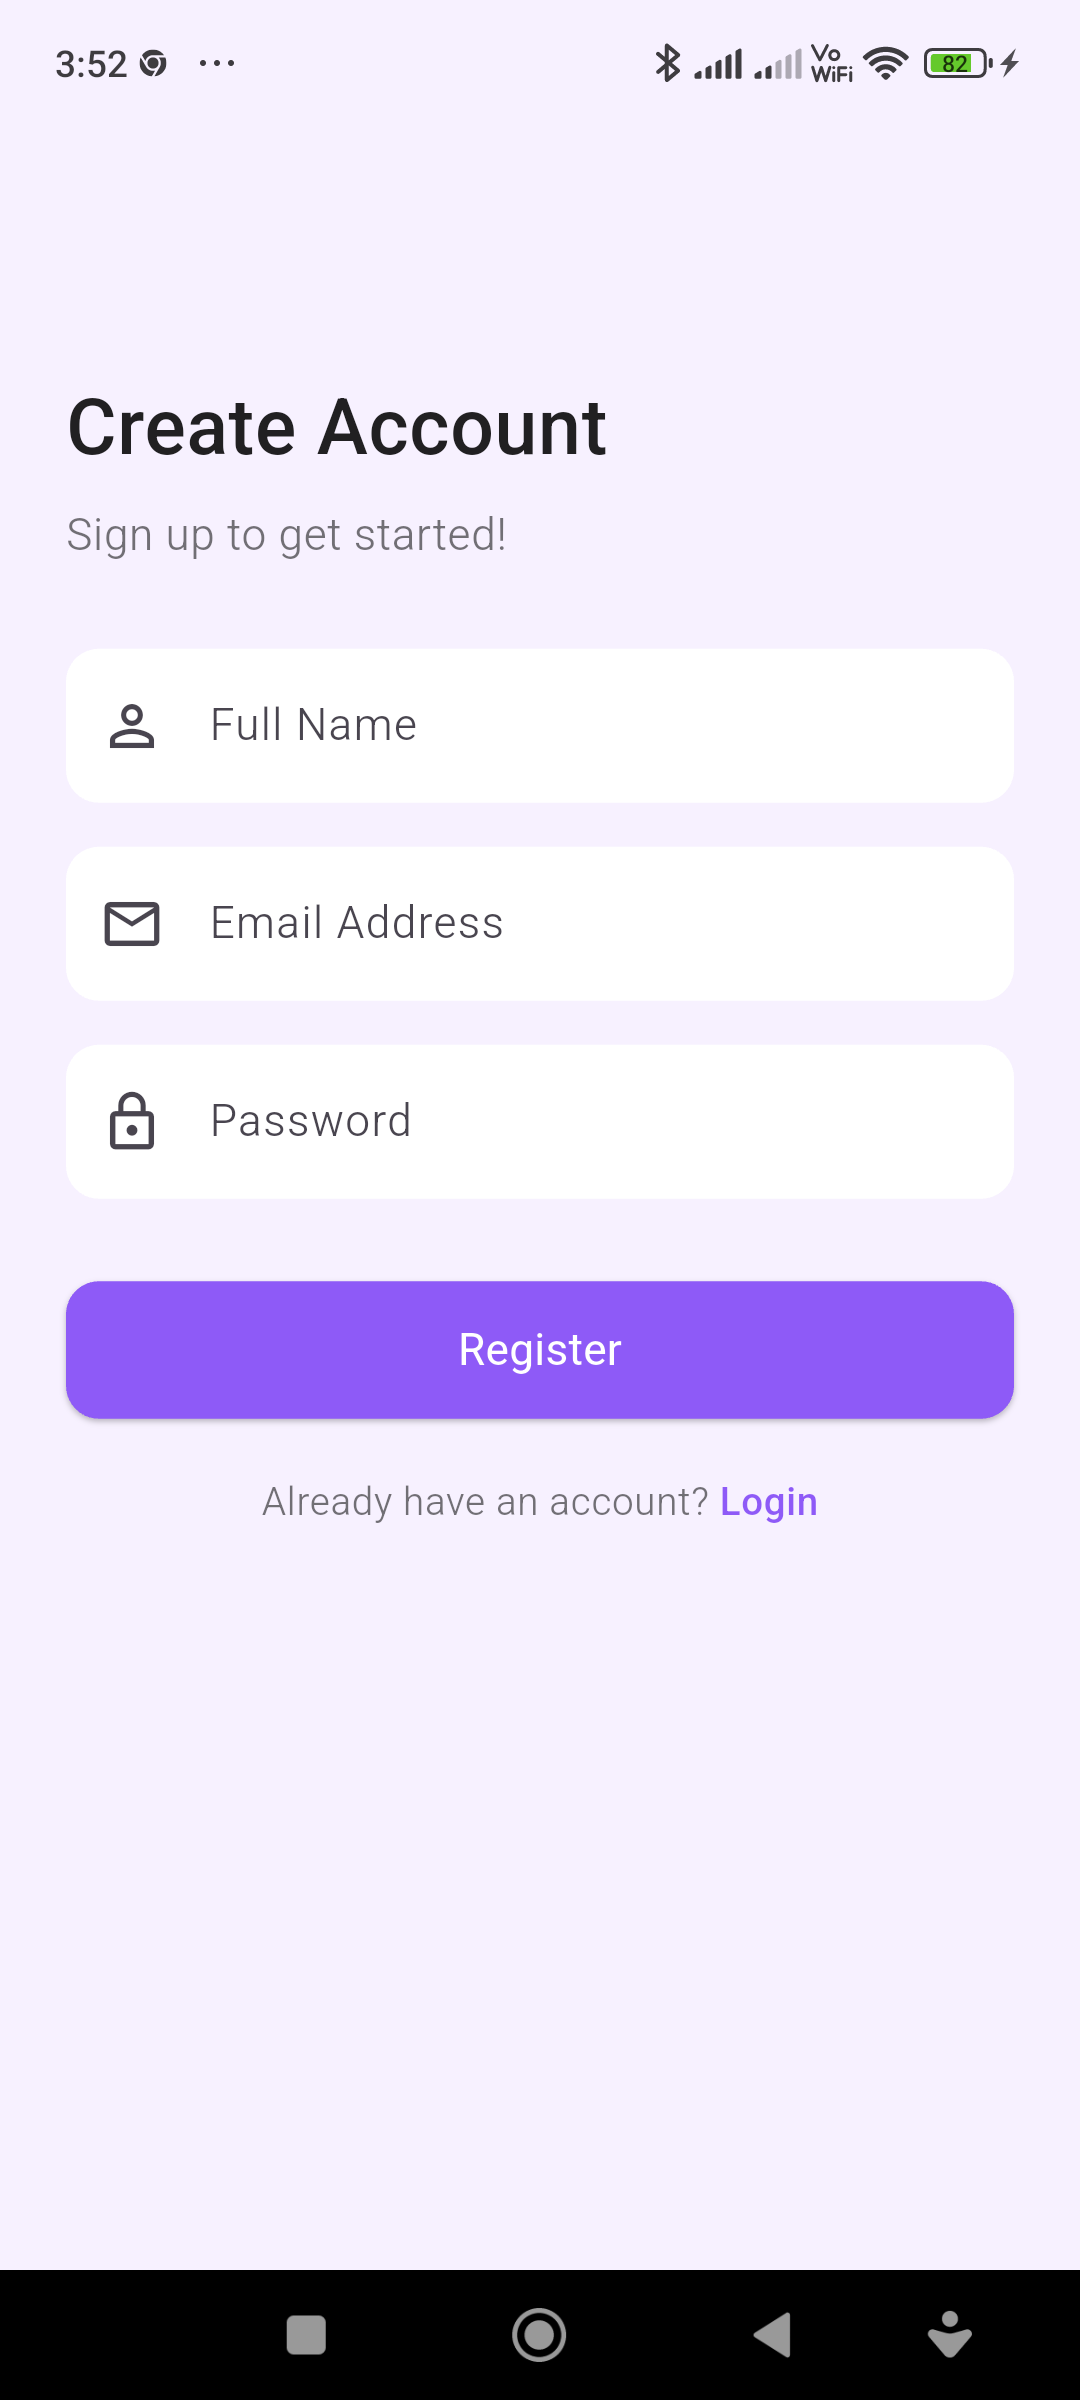 3:52 Vo WiFi 82
Create Account
Sign up to get started!
Full Name
Email Address
Password
Register
Already have an account? Login